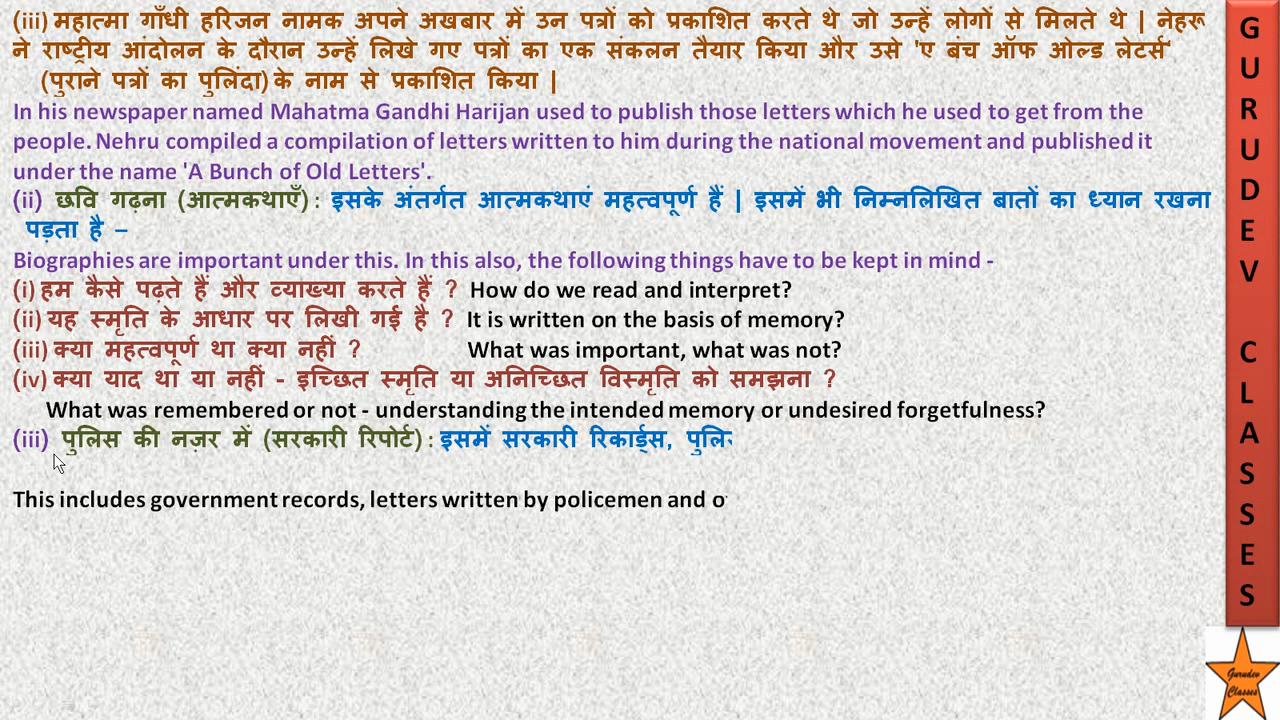 (iii) महात्मा गाँधी हरिजन नामक अपने अखबार में उन पत्रों को प्रकाशित करते थे जो उन्हें लोगों से मिलते थे | नेहरू
ने राष्ट्रीय आंदोलन के दौरान उन्हें लिखे गए पत्रों का एक संकलन तैयार किया और उसे 'ए बंच ऑफ ओल्ड लेटर्स'
(पुराने पत्रों का पुलिंदा) के नाम से प्रकाशित किया |
In his newspaper named Mahatma Gandhi Harijan used to publish those letters which he used to get from the
people. Nehru compiled a compilation of letters written to him during the national movement and published it
under the name 'A Bunch of Old Letters'.
(ii) छवि गढ़ना (आत्मकथाएँ) : इसके अंतर्गत आत्मकथाएं महत्वपूर्ण हैं | इसमें भी निम्नलिखित बातों का ध्यान रखना
पड़ता है –
Biographies are important under this. In this also, the following things have to be kept in mind -
(i) हम कैसे पढ़ते हैं और व्याख्या करते हैं ? How do we read and interpret?
(ii) यह स्मृति के आधार पर लिखी गई है ? It is written on the basis of memory?
(iii) क्या महत्वपूर्ण था क्या नहीं ? What was important, what was not?
(iv) क्या याद था या नहीं - इच्छित स्मृति या अनिच्छित विस्मृति को समझना ?
What was remembered or not - understanding the intended memory or undesired forgetfulness?
(iii) पुलिस की नज़र में (सरकारी रिपोर्ट) : इसमें सरकारी रिकार्ड्स,
This includes government records, letters written by policemen and
GURUDEV CLASSES
Gurudev
Classes